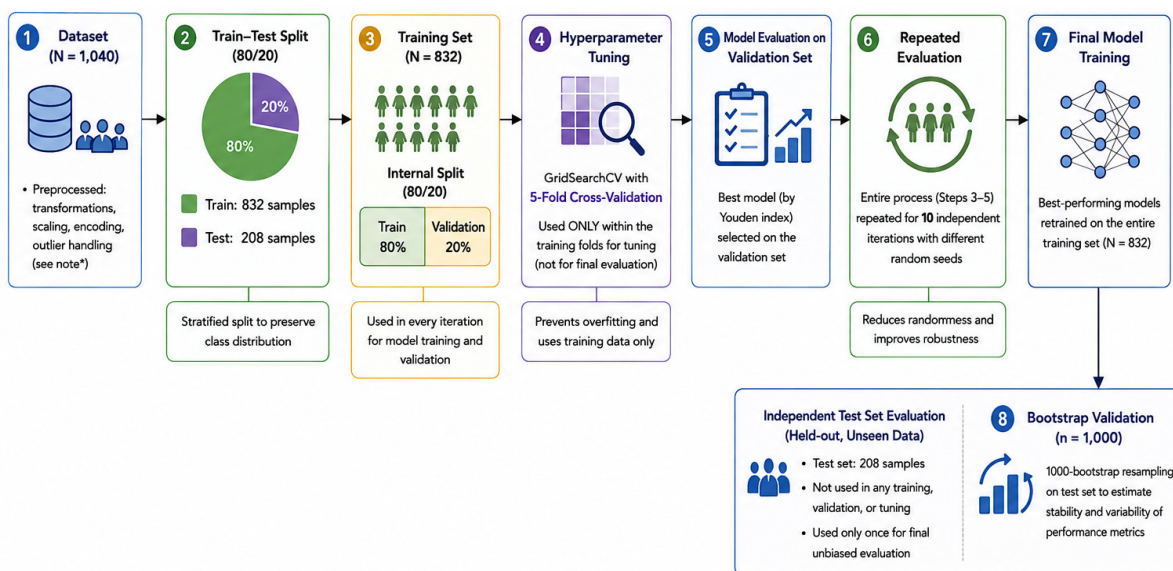 1 Dataset
(N = 1,040)
• Preprocessed:
transformations,
scaling, encoding,
outlier handling
(see note*)
2 Train–Test Split
(80/20)
20%
80%
Train: 832 samples
Test: 208 samples
Stratified split to preserve
class distribution
3 Training Set
(N = 832)
Internal Split
(80/20)
Train
80%
Validation
20%
Used in every iteration
for model training and
validation
4 Hyperparameter
Tuning
GridSearchCV with
5-Fold Cross-Validation
Used ONLY within the
training folds for tuning
(not for final evaluation)
Prevents overfitting and
uses training data only
5 Model Evaluation on
Validation Set
Best model (by
Youden index)
selected on the
validation set
6 Repeated
Evaluation
Entire process (Steps 3–5)
repeated for 10 independent
iterations with different
random seeds
Reduces randomness and
improves robustness
7 Final Model
Training
Best-performing models
retrained on the entire
training set (N = 832)
Independent Test Set Evaluation
(Held-out, Unseen Data)
• Test set: 208 samples
• Not used in any training,
validation, or tuning
• Used only once for final
unbiased evaluation
8 Bootstrap Validation
(n = 1,000)
1000-bootstrap resampling
on test set to estimate
stability and variability of
performance metrics